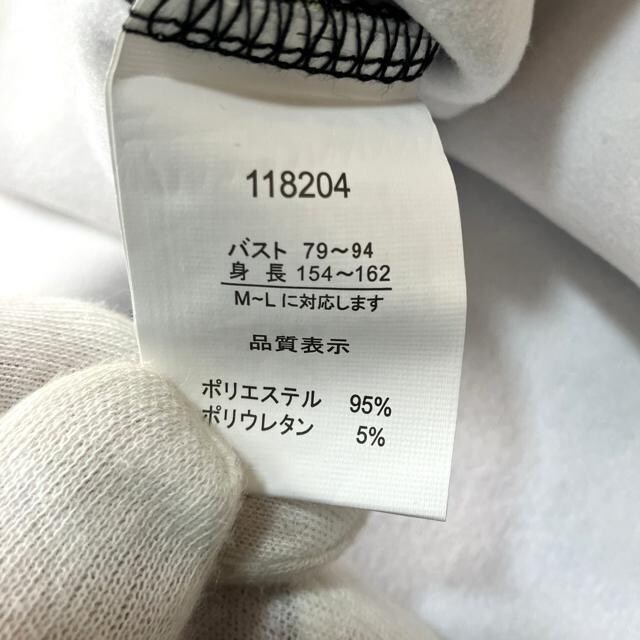 118204
バスト 79～94
身 長 154～162
M～L に対応します
品質表示
ポリエステル 95%
ポリウレタン 5%